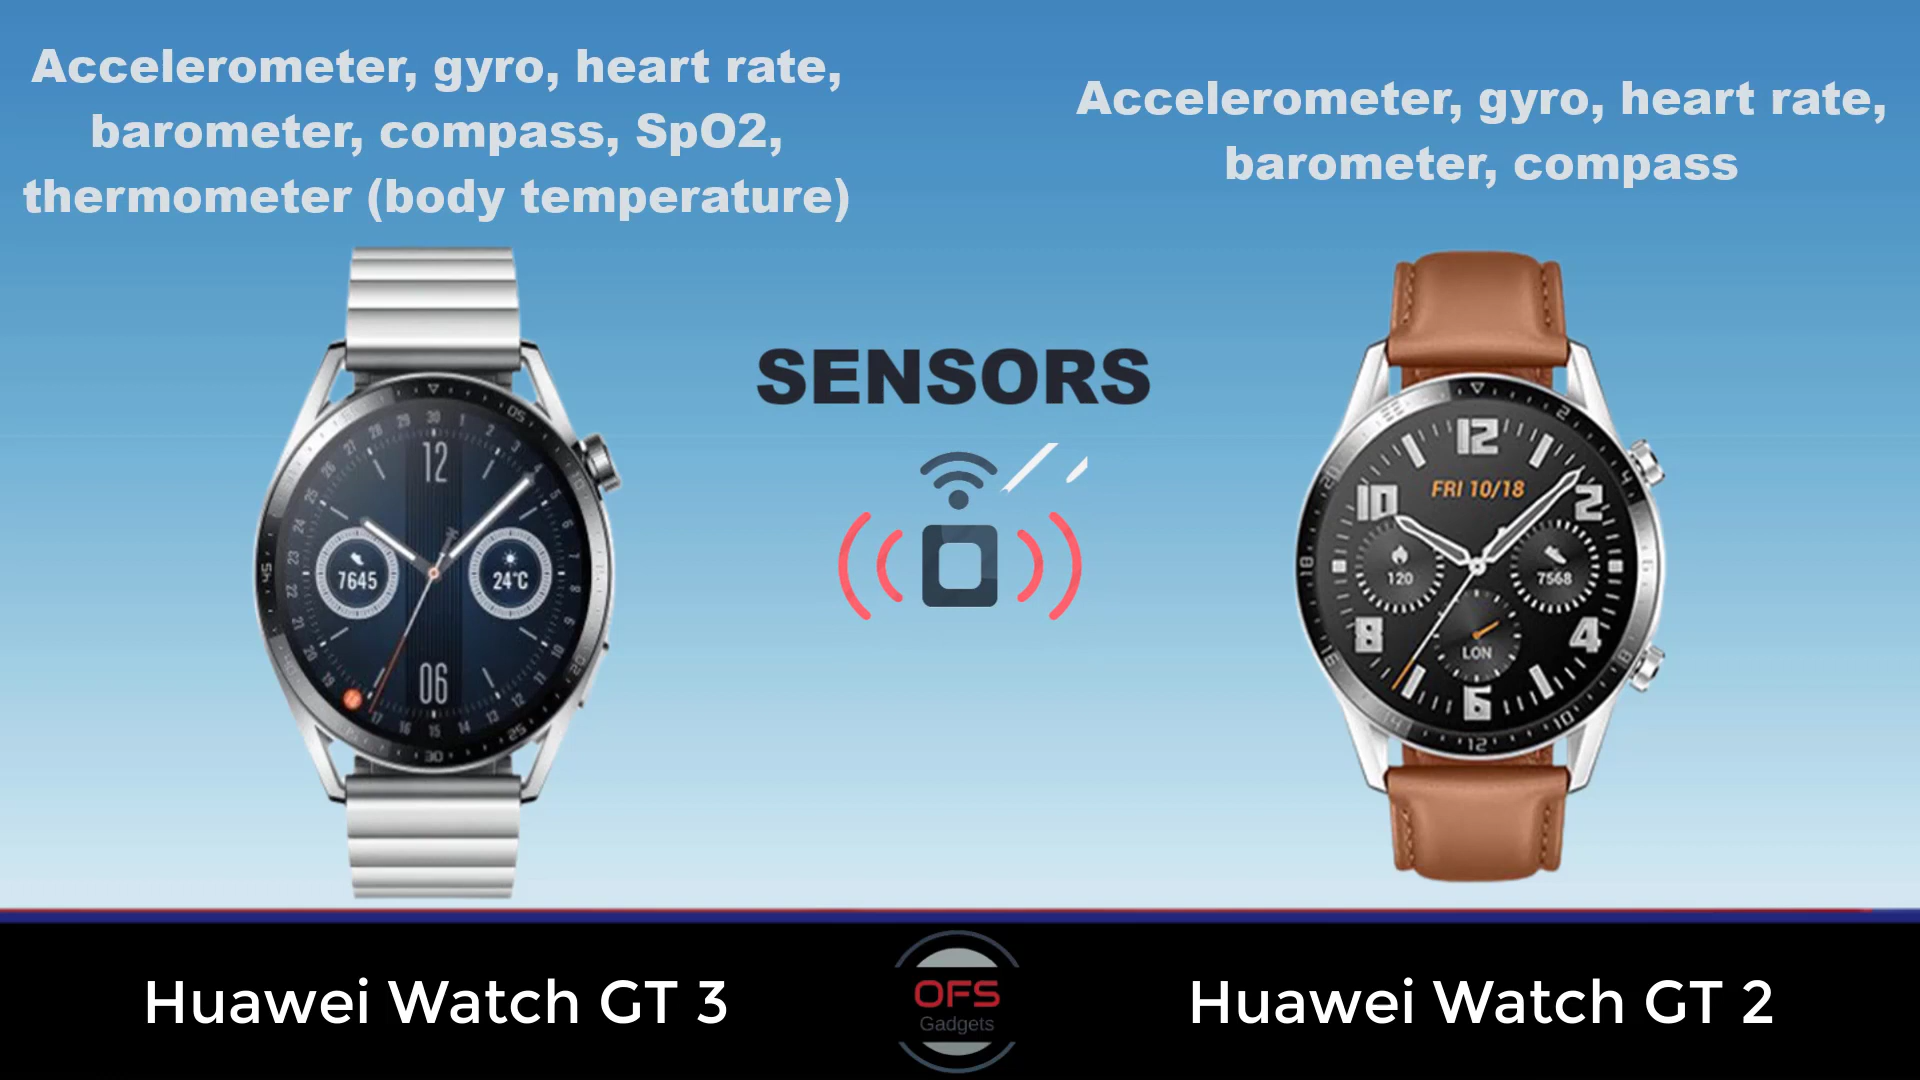 Accelerometer, gyro, heart rate,
barometer, compass, SpO2,
thermometer (body temperature)
Accelerometer, gyro, heart rate,
barometer, compass
SENSORS
12
7645
24°C
06
12
FRI 10/18
10
2
120
7568
8
4
LON
6
Huawei Watch GT 3
OFS
Gadgets
Huawei Watch GT 2